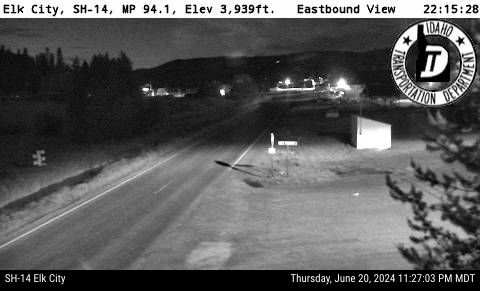 Elk City, SH-14, MP 94.1, Elev 3,939ft. Eastbound View 22:15:28
IDAHO
TRANSPORTATION DEPARTMENT
SH-14 Elk City Thursday, June 20, 2024 11:27:03 PM MDT